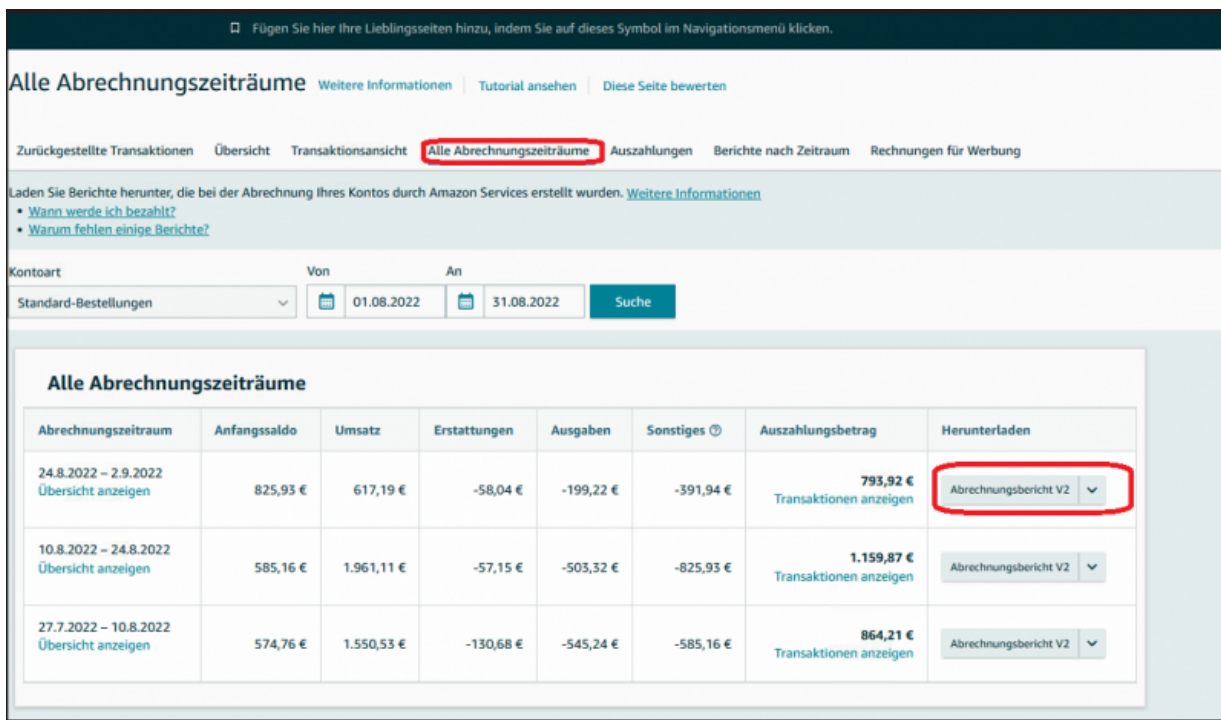 Fügen Sie hier Ihre Lieblingsseiten hinzu, indem Sie auf dieses Symbol im Navigationsmenü klicken.
Alle Abrechnungszeiträume Weitere Informationen Tutorial ansehen Diese Seite bewerten
Zurückgestellte Transaktionen Übersicht Transaktionsansicht Alle Abrechnungszeiträume Auszahlungen Berichte nach Zeitraum Rechnungen für Werbung
Laden Sie Berichte herunter, die bei der Abrechnung Ihres Kontos durch Amazon Services erstellt wurden. Weitere Informationen
• Wann werde ich bezahlt?
• Warum fehlen einige Berichte?
Kontoart Von An
Standard-Bestellungen 01.08.2022 31.08.2022 Suche
Alle Abrechnungszeiträume
Abrechnungszeitraum Anfangssaldo Umsatz Erstattungen Ausgaben Sonstiges Auszahlungsbetrag Herunterladen
24.8.2022 – 2.9.2022
Übersicht anzeigen 825,93 € 617,19 € -58,04 € -199,22 € -391,94 € 793,92 €
Transaktionen anzeigen Abrechnungsbericht V2
10.8.2022 – 24.8.2022
Übersicht anzeigen 585,16 € 1.961,11 € -57,15 € -503,32 € -825,93 € 1.159,87 €
Transaktionen anzeigen Abrechnungsbericht V2
27.7.2022 – 10.8.2022
Übersicht anzeigen 574,76 € 1.550,53 € -130,68 € -545,24 € -585,16 € 864,21 €
Transaktionen anzeigen Abrechnungsbericht V2